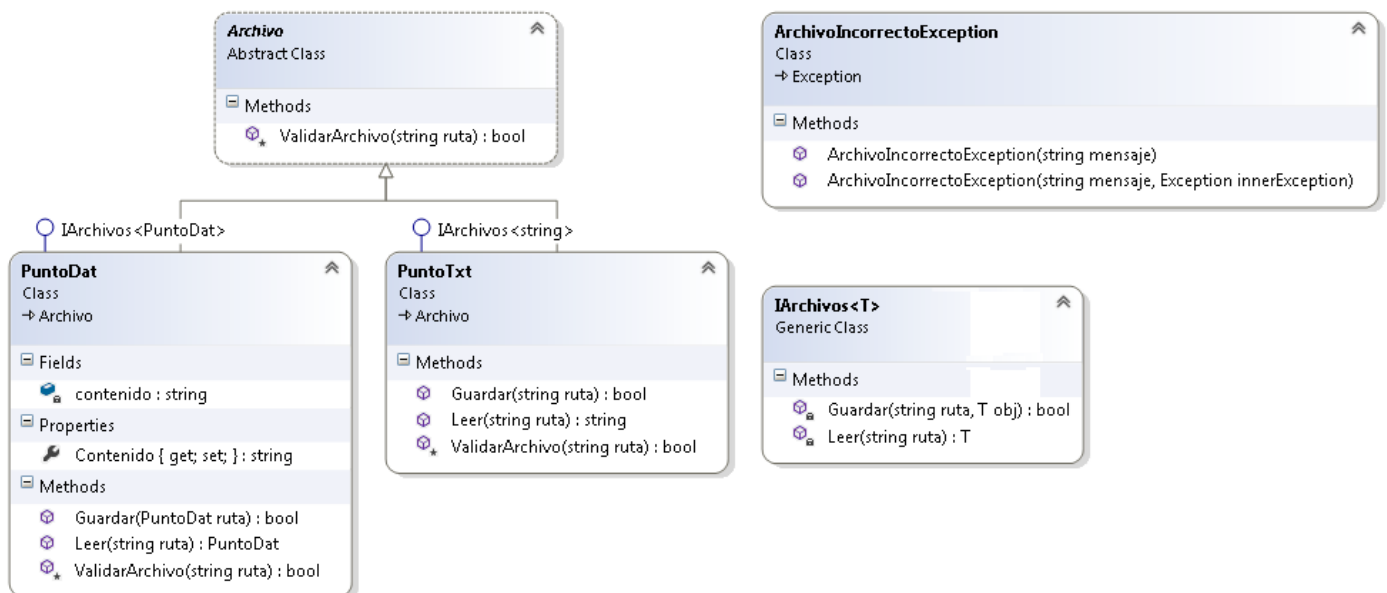 Archivo
Abstract Class
Methods
ValidarArchivo(string ruta) : bool
ArchivoIncorrectoException
Class
Exception
Methods
ArchivoIncorrectoException(string mensaje)
ArchivoIncorrectoException(string mensaje, Exception innerException)
IArchivos<PuntoDat>
PuntoDat
Class
Archivo
Fields
contenido : string
Properties
Contenido { get; set; } : string
Methods
Guardar(PuntoDat ruta) : bool
Leer(string ruta) : PuntoDat
ValidarArchivo(string ruta) : bool
IArchivos<string>
PuntoTxt
Class
Archivo
Methods
Guardar(string ruta) : bool
Leer(string ruta) : string
ValidarArchivo(string ruta) : bool
IArchivos<T>
Generic Class
Methods
Guardar(string ruta, T obj) : bool
Leer(string ruta) : T